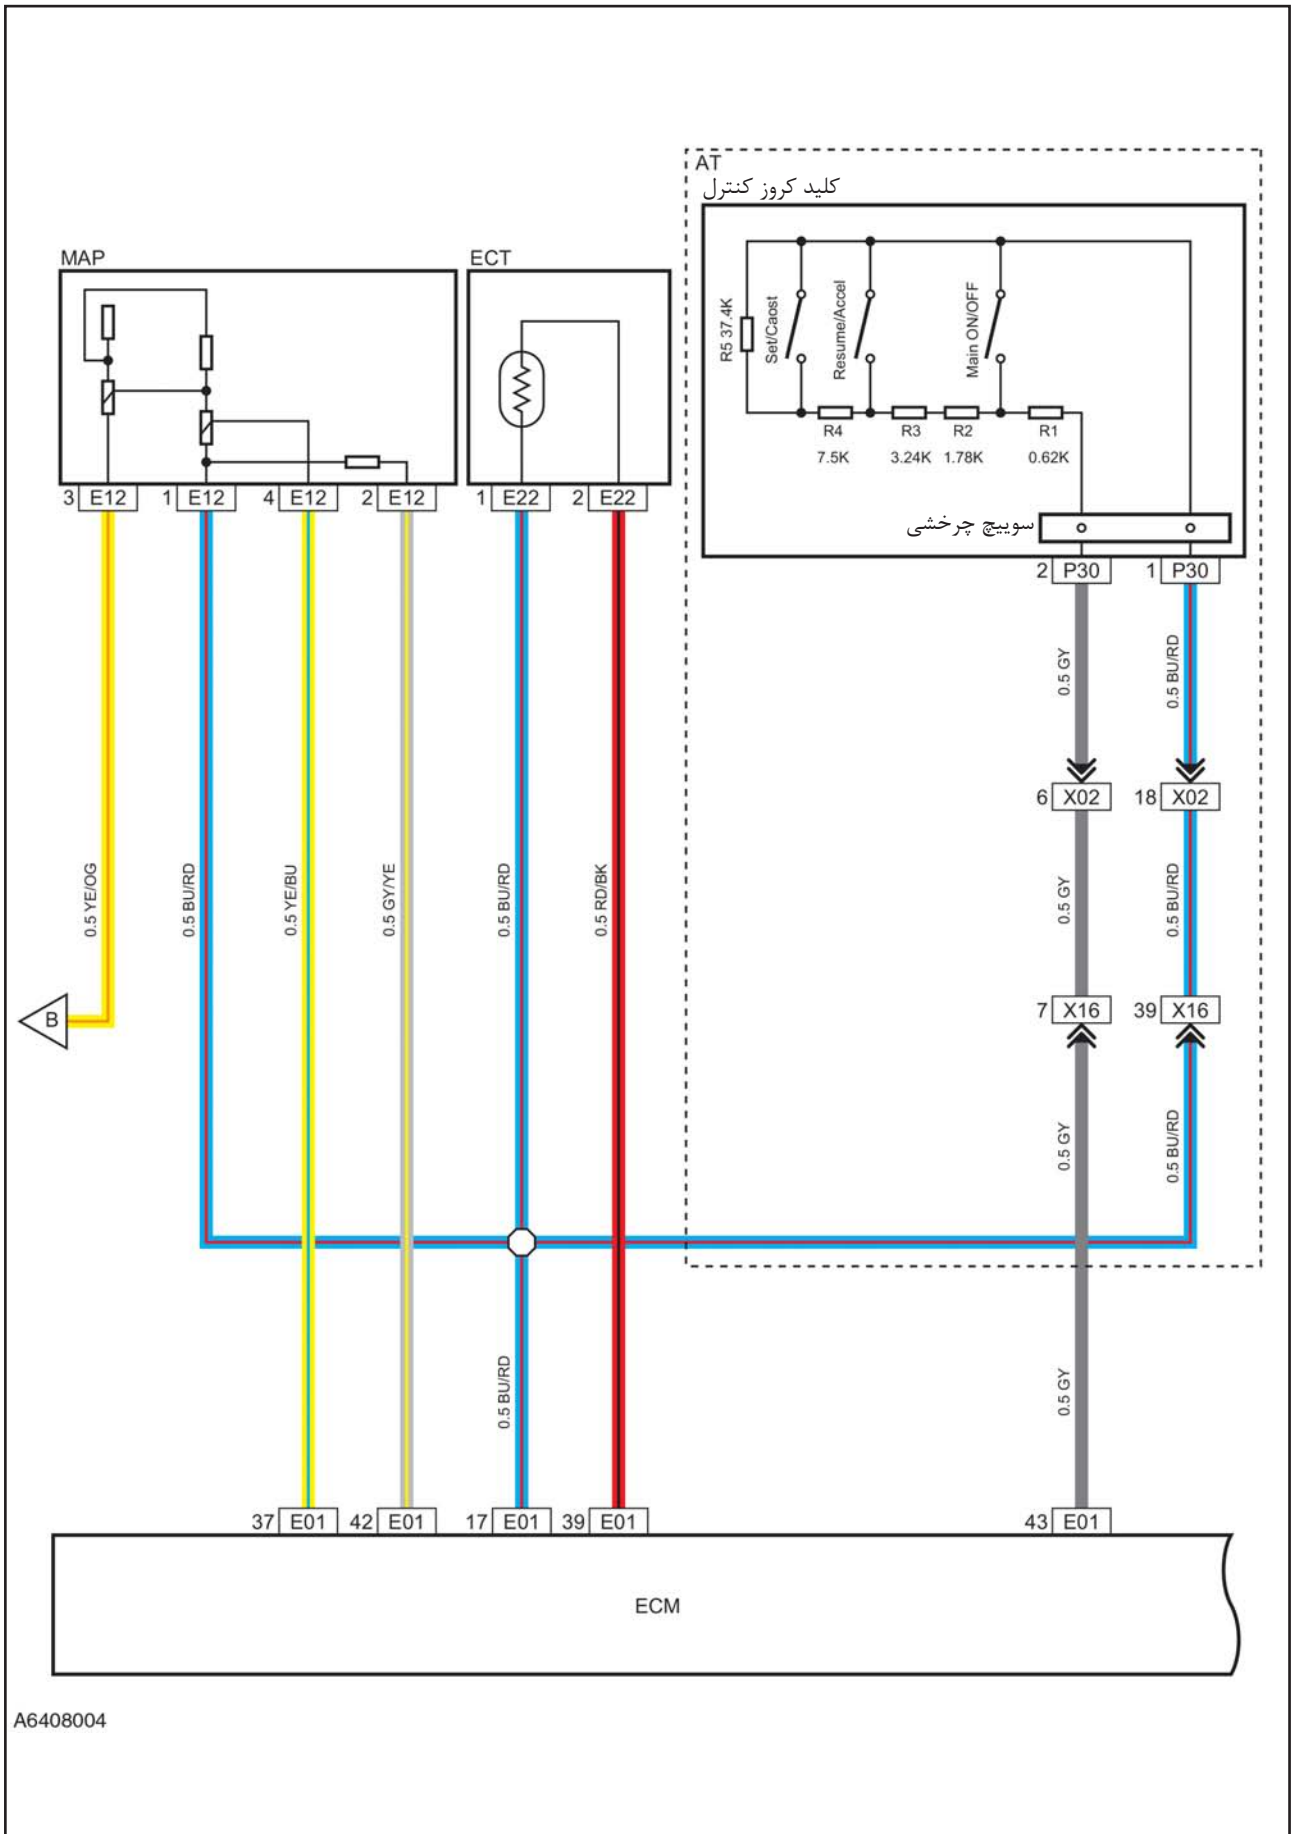 AT
کلید کروز کنترل
MAP
ECT
R5 37.4K
Set/Caost
Resume/Accel
Main ON/OFF
R4
R3
R2
R1
7.5K
3.24K
1.78K
0.62K
سوییچ چرخشی
3 E12
1 E12
4 E12
2 E12
1 E22
2 E22
2 P30
1 P30
0.5 GY
0.5 BU/RD
6 X02
18 X02
0.5 YE/OG
0.5 BU/RD
0.5 YE/BU
0.5 GY/YE
0.5 BU/RD
0.5 RD/BK
0.5 GY
0.5 BU/RD
B
7 X16
39 X16
0.5 GY
0.5 BU/RD
0.5 BU/RD
0.5 GY
37 E01
42 E01
17 E01
39 E01
43 E01
ECM
A6408004